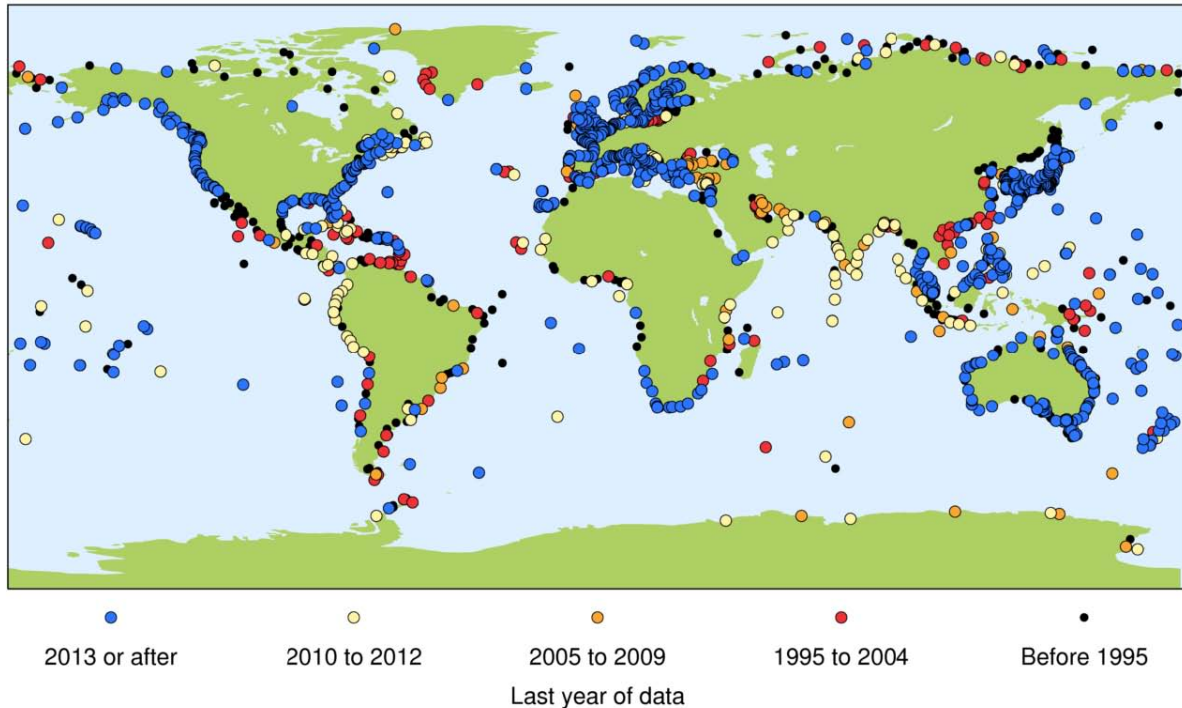 2013 or after
2010 to 2012
2005 to 2009
1995 to 2004
Before 1995
Last year of data